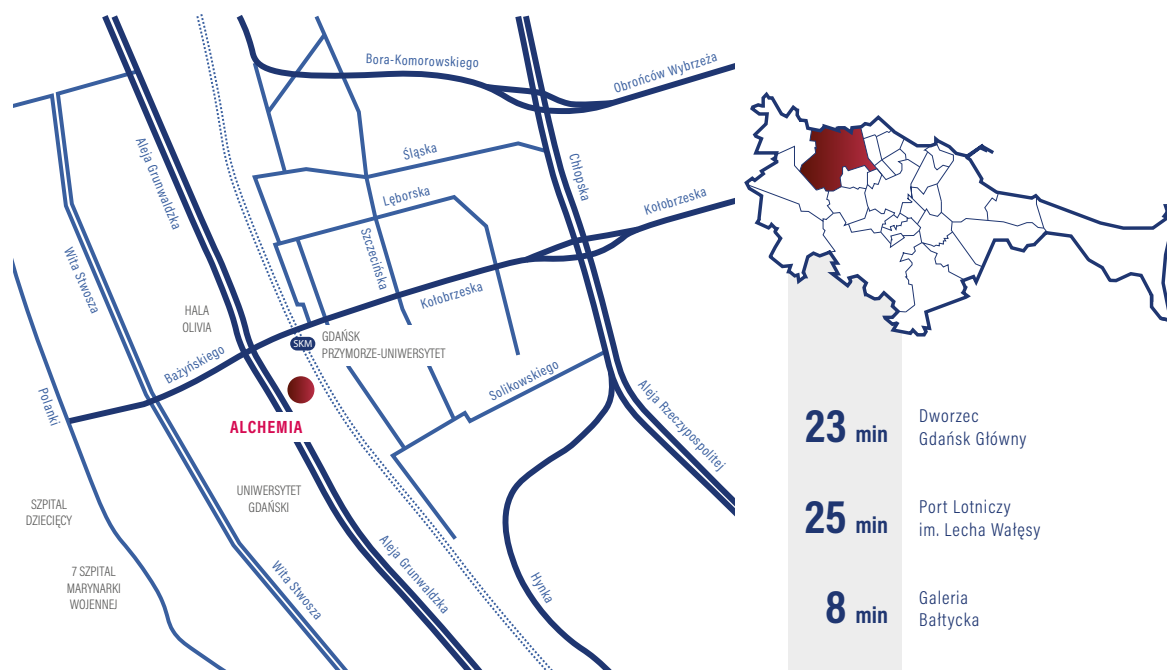 Bora-Komorowskiego
Obrońców Wybrzeża
Aleja Grunwaldzka
Śląska
Chłopska
Lęborska
Kołobrzeska
Szczecińska
Wita Stwosza
Kołobrzeska
HALA
OLIVIA
SKM
GDAŃSK
PRZYMORZE-UNIWERSYTET
Bażyńskiego
Solikowskiego
Polanki
Aleja Rzeczypospolitej
ALCHEMIA
UNIWERSYTET
GDAŃSKI
SZPITAL
DZIECIĘCY
7 SZPITAL
MARYNARKI
WOJENNEJ
Wita Stwosza
Aleja Grunwaldzka
Hynka
23 min
Dworzec
Gdańsk Główny
25 min
Port Lotniczy
im. Lecha Wałęsy
8 min
Galeria
Bałtycka